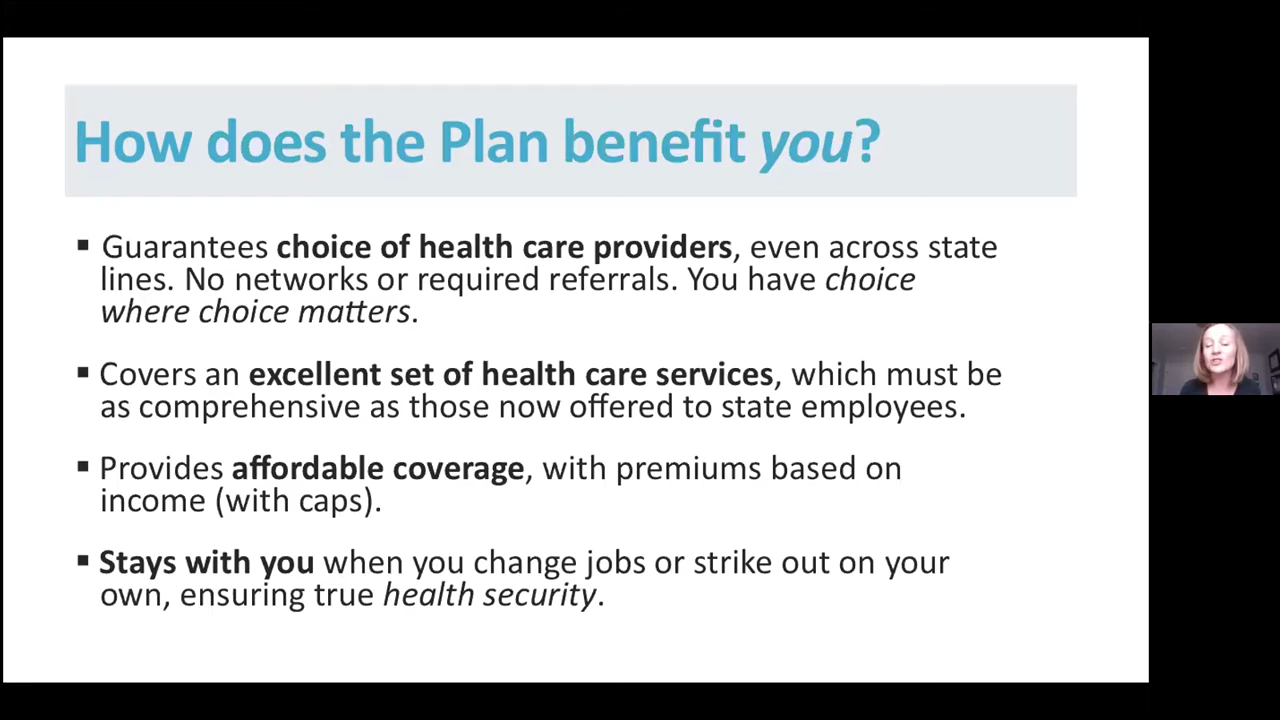 How does the Plan benefit you?
▪ Guarantees choice of health care providers, even across state
lines. No networks or required referrals. You have choice
where choice matters.
▪ Covers an excellent set of health care services, which must be
as comprehensive as those now offered to state employees.
▪ Provides affordable coverage, with premiums based on
income (with caps).
▪ Stays with you when you change jobs or strike out on your
own, ensuring true health security.